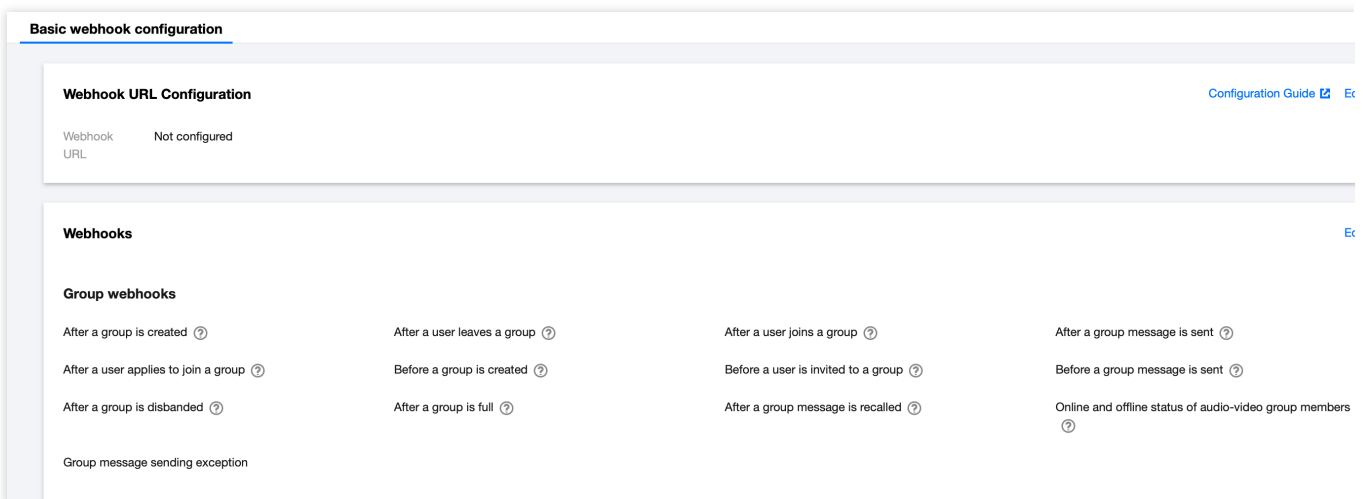 Basic webhook configuration
Webhook URL Configuration
Configuration Guide
Webhook URL
Not configured
Webhooks
Group webhooks
After a group is created
After a user leaves a group
After a user joins a group
After a group message is sent
After a user applies to join a group
Before a group is created
Before a user is invited to a group
Before a group message is sent
After a group is disbanded
After a group is full
After a group message is recalled
Online and offline status of audio-video group members
Group message sending exception